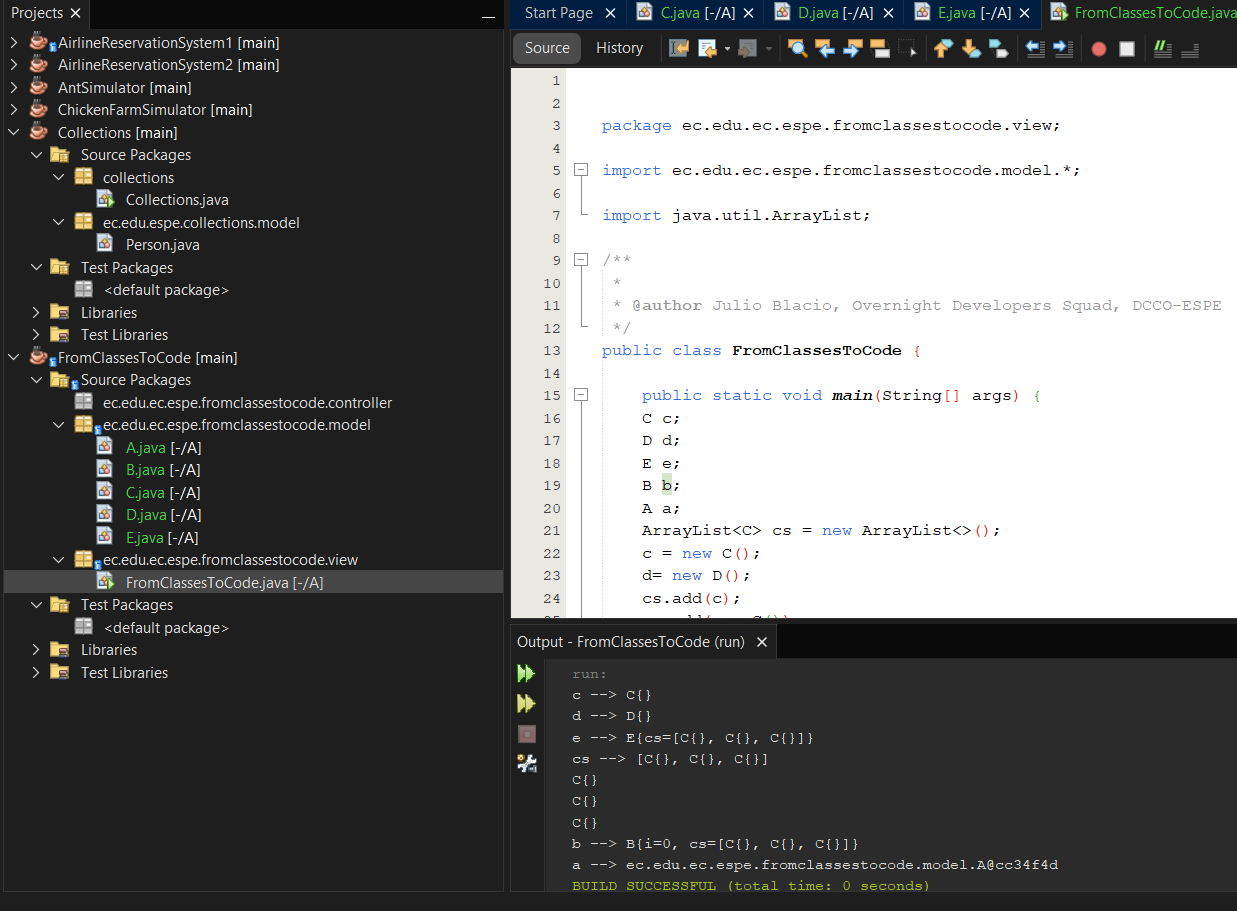 Projects
AirlineReservationSystem1 [main]
AirlineReservationSystem2 [main]
AntSimulator [main]
ChickenFarmSimulator [main]
Collections [main]
Source Packages
collections
Collections.java
ec.edu.espe.collections.model
Person.java
Test Packages
<default package>
Libraries
Test Libraries
FromClassesToCode [main]
Source Packages
ec.edu.ec.espe.fromclassestocode.controller
ec.edu.ec.espe.fromclassestocode.model
A.java [-/A]
B.java [-/A]
C.java [-/A]
D.java [-/A]
E.java [-/A]
ec.edu.ec.espe.fromclassestocode.view
FromClassesToCode.java [-/A]
Test Packages
<default package>
Libraries
Test Libraries
Start Page C.java [-/A] D.java [-/A] E.java [-/A] FromClassesToCode.java
Source History
1
2
3 package ec.edu.ec.espe.fromclassestocode.view;
4
5 import ec.edu.ec.espe.fromclassestocode.model.*;
6
7 import java.util.ArrayList;
8
9 /**
10 *
11 * @author Julio Blacio, Overnight Developers Squad, DCCO-ESPE
12 */
13 public class FromClassesToCode {
14
15 public static void main(String[] args) {
16 C c;
17 D d;
18 E e;
19 B b;
20 A a;
21 ArrayList<C> cs = new ArrayList<>();
22 c = new C();
23 d= new D();
24 cs.add(c);
Output - FromClassesToCode (run)
run:
c --> C{}
d --> D{}
e --> E{cs=[C{}, C{}, C{}]}
cs --> [C{}, C{}, C{}]
C{}
C{}
C{}
b --> B{i=0, cs=[C{}, C{}, C{}]}
a --> ec.edu.ec.espe.fromclassestocode.model.A@cc34f4d
BUILD SUCCESSFUL (total time: 0 seconds)